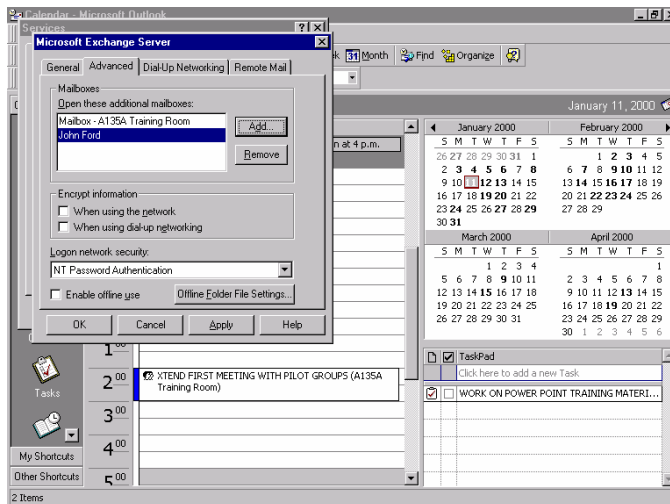 Calendar - Microsoft Outlook
Services
Microsoft Exchange Server
General Advanced Dial-Up Networking Remote Mail
Mailboxes
Open these additional mailboxes:
Mailbox - A135A Training Room
John Ford
Add...
Remove
Encrypt information
When using the network
When using dial-up networking
Logon network security:
NT Password Authentication
Enable offline use
Offline Folder File Settings...
OK Cancel Apply Help
31 Month Find Organize
January 11, 2000
n at 4 p.m.
1 00
2 00 XTEND FIRST MEETING WITH PILOT GROUPS (A135A
Training Room)
3 00
4 00
5 00
Tasks
My Shortcuts
Other Shortcuts
January 2000
S M T W T F S
26 27 28 29 30 31 1
2 3 4 5 6 7 8
9 10 11 12 13 14 15
16 17 18 19 20 21 22
23 24 25 26 27 28 29
30 31
February 2000
S M T W T F S
1 2 3 4 5
6 7 8 9 10 11 12
13 14 15 16 17 18 19
20 21 22 23 24 25 26
27 28 29
March 2000
S M T W T F S
1 2 3 4
5 6 7 8 9 10 11
12 13 14 15 16 17 18
19 20 21 22 23 24 25
26 27 28 29 30 31
April 2000
S M T W T F S
1
2 3 4 5 6 7 8
9 10 11 12 13 14 15
16 17 18 19 20 21 22
23 24 25 26 27 28 29
30 1 2 3 4 5 6
TaskPad
Click here to add a new Task
WORK ON POWER POINT TRAINING MATERI...
2 Items